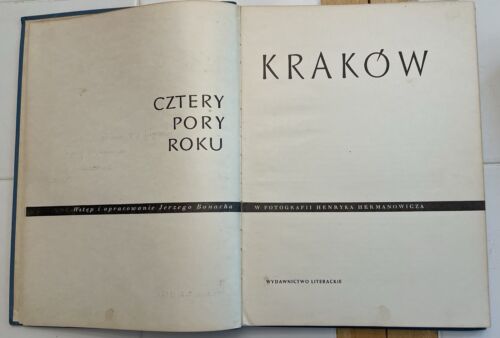 CZTERY
PORY
ROKU
Wstęp i opracowanie Jerzego Banacha
KRAKÓW
W FOTOGRAFII HENRYKA HERMANOWICZA
WYDAWNICTWO LITERACKIE